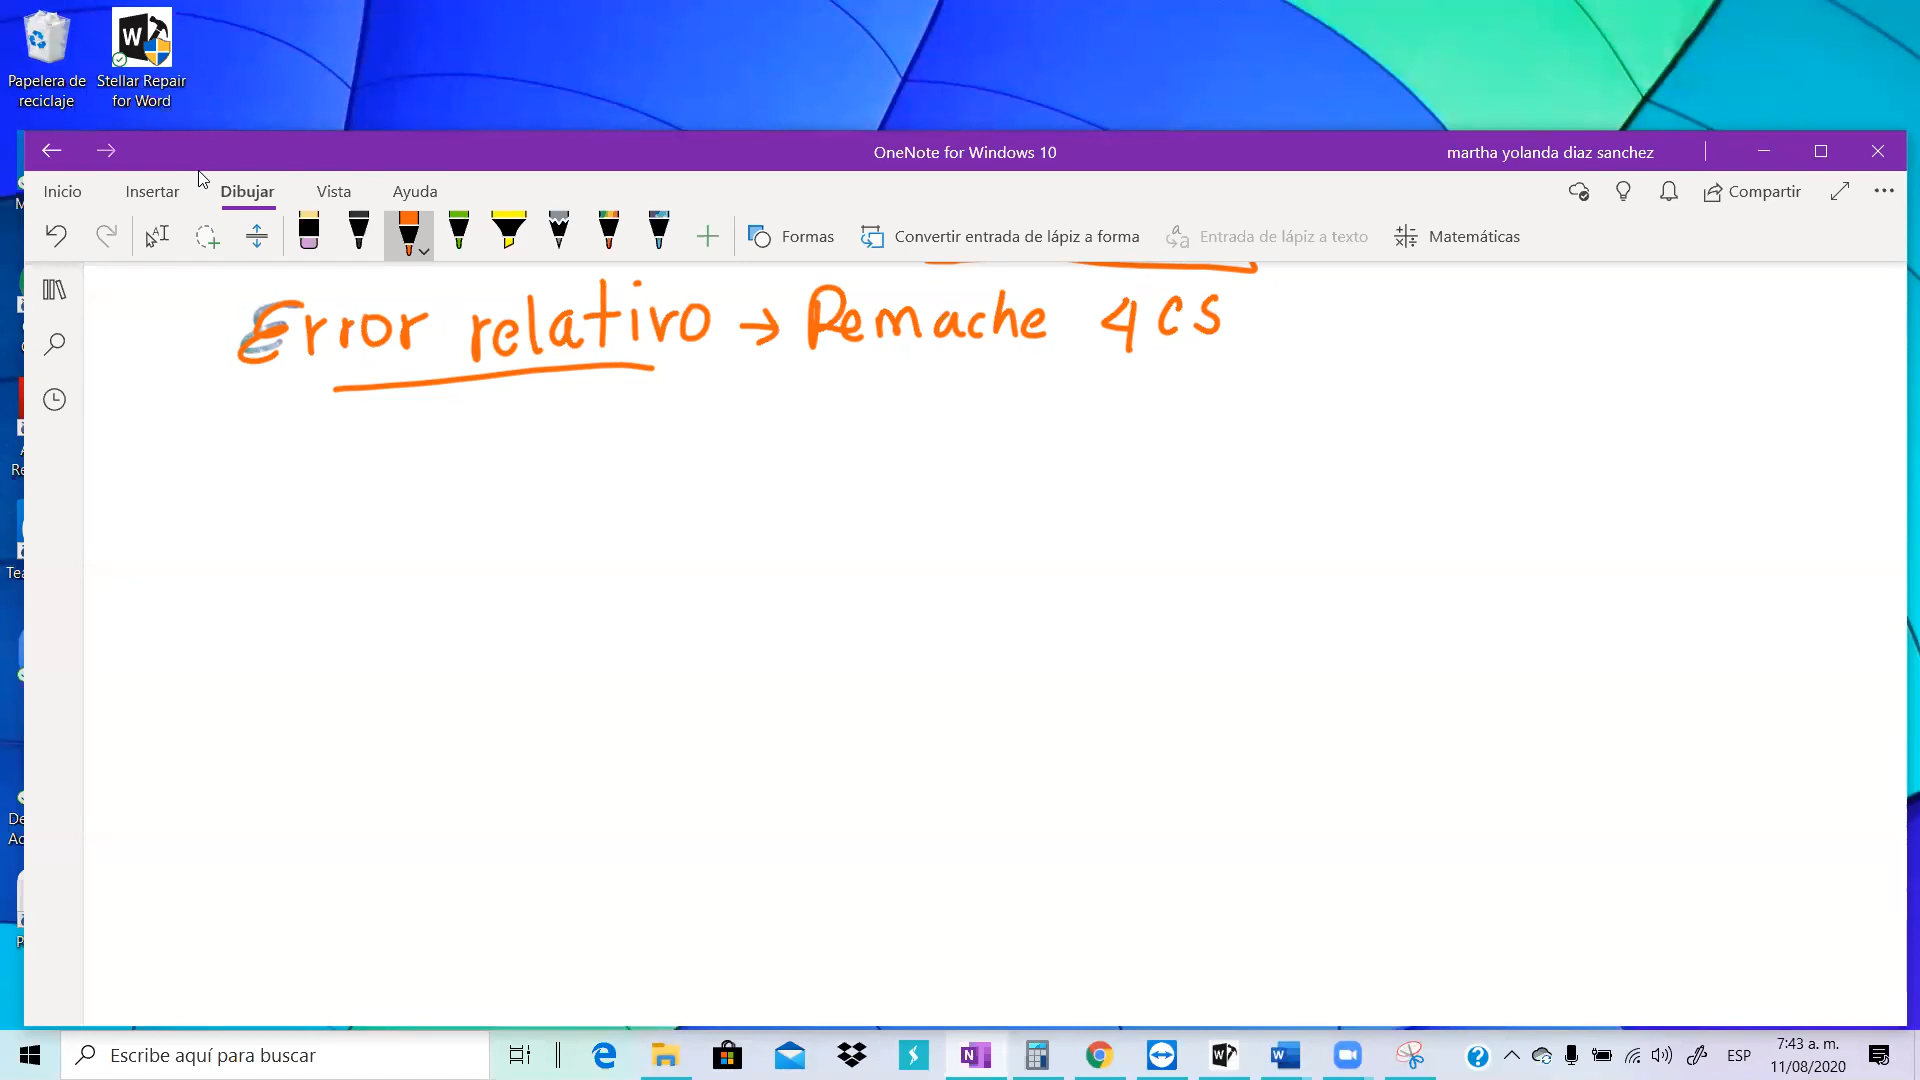 Papelera de reciclaje
Stellar Repair for Word
OneNote for Windows 10
martha yolanda diaz sanchez
Inicio Insertar Dibujar Vista Ayuda
Compartir
Formas
Convertir entrada de lápiz a forma
Entrada de lápiz a texto
Matemáticas
Error relativo → Remache 4 cs
Escribe aquí para buscar
ESP
7:43 a. m.
11/08/2020